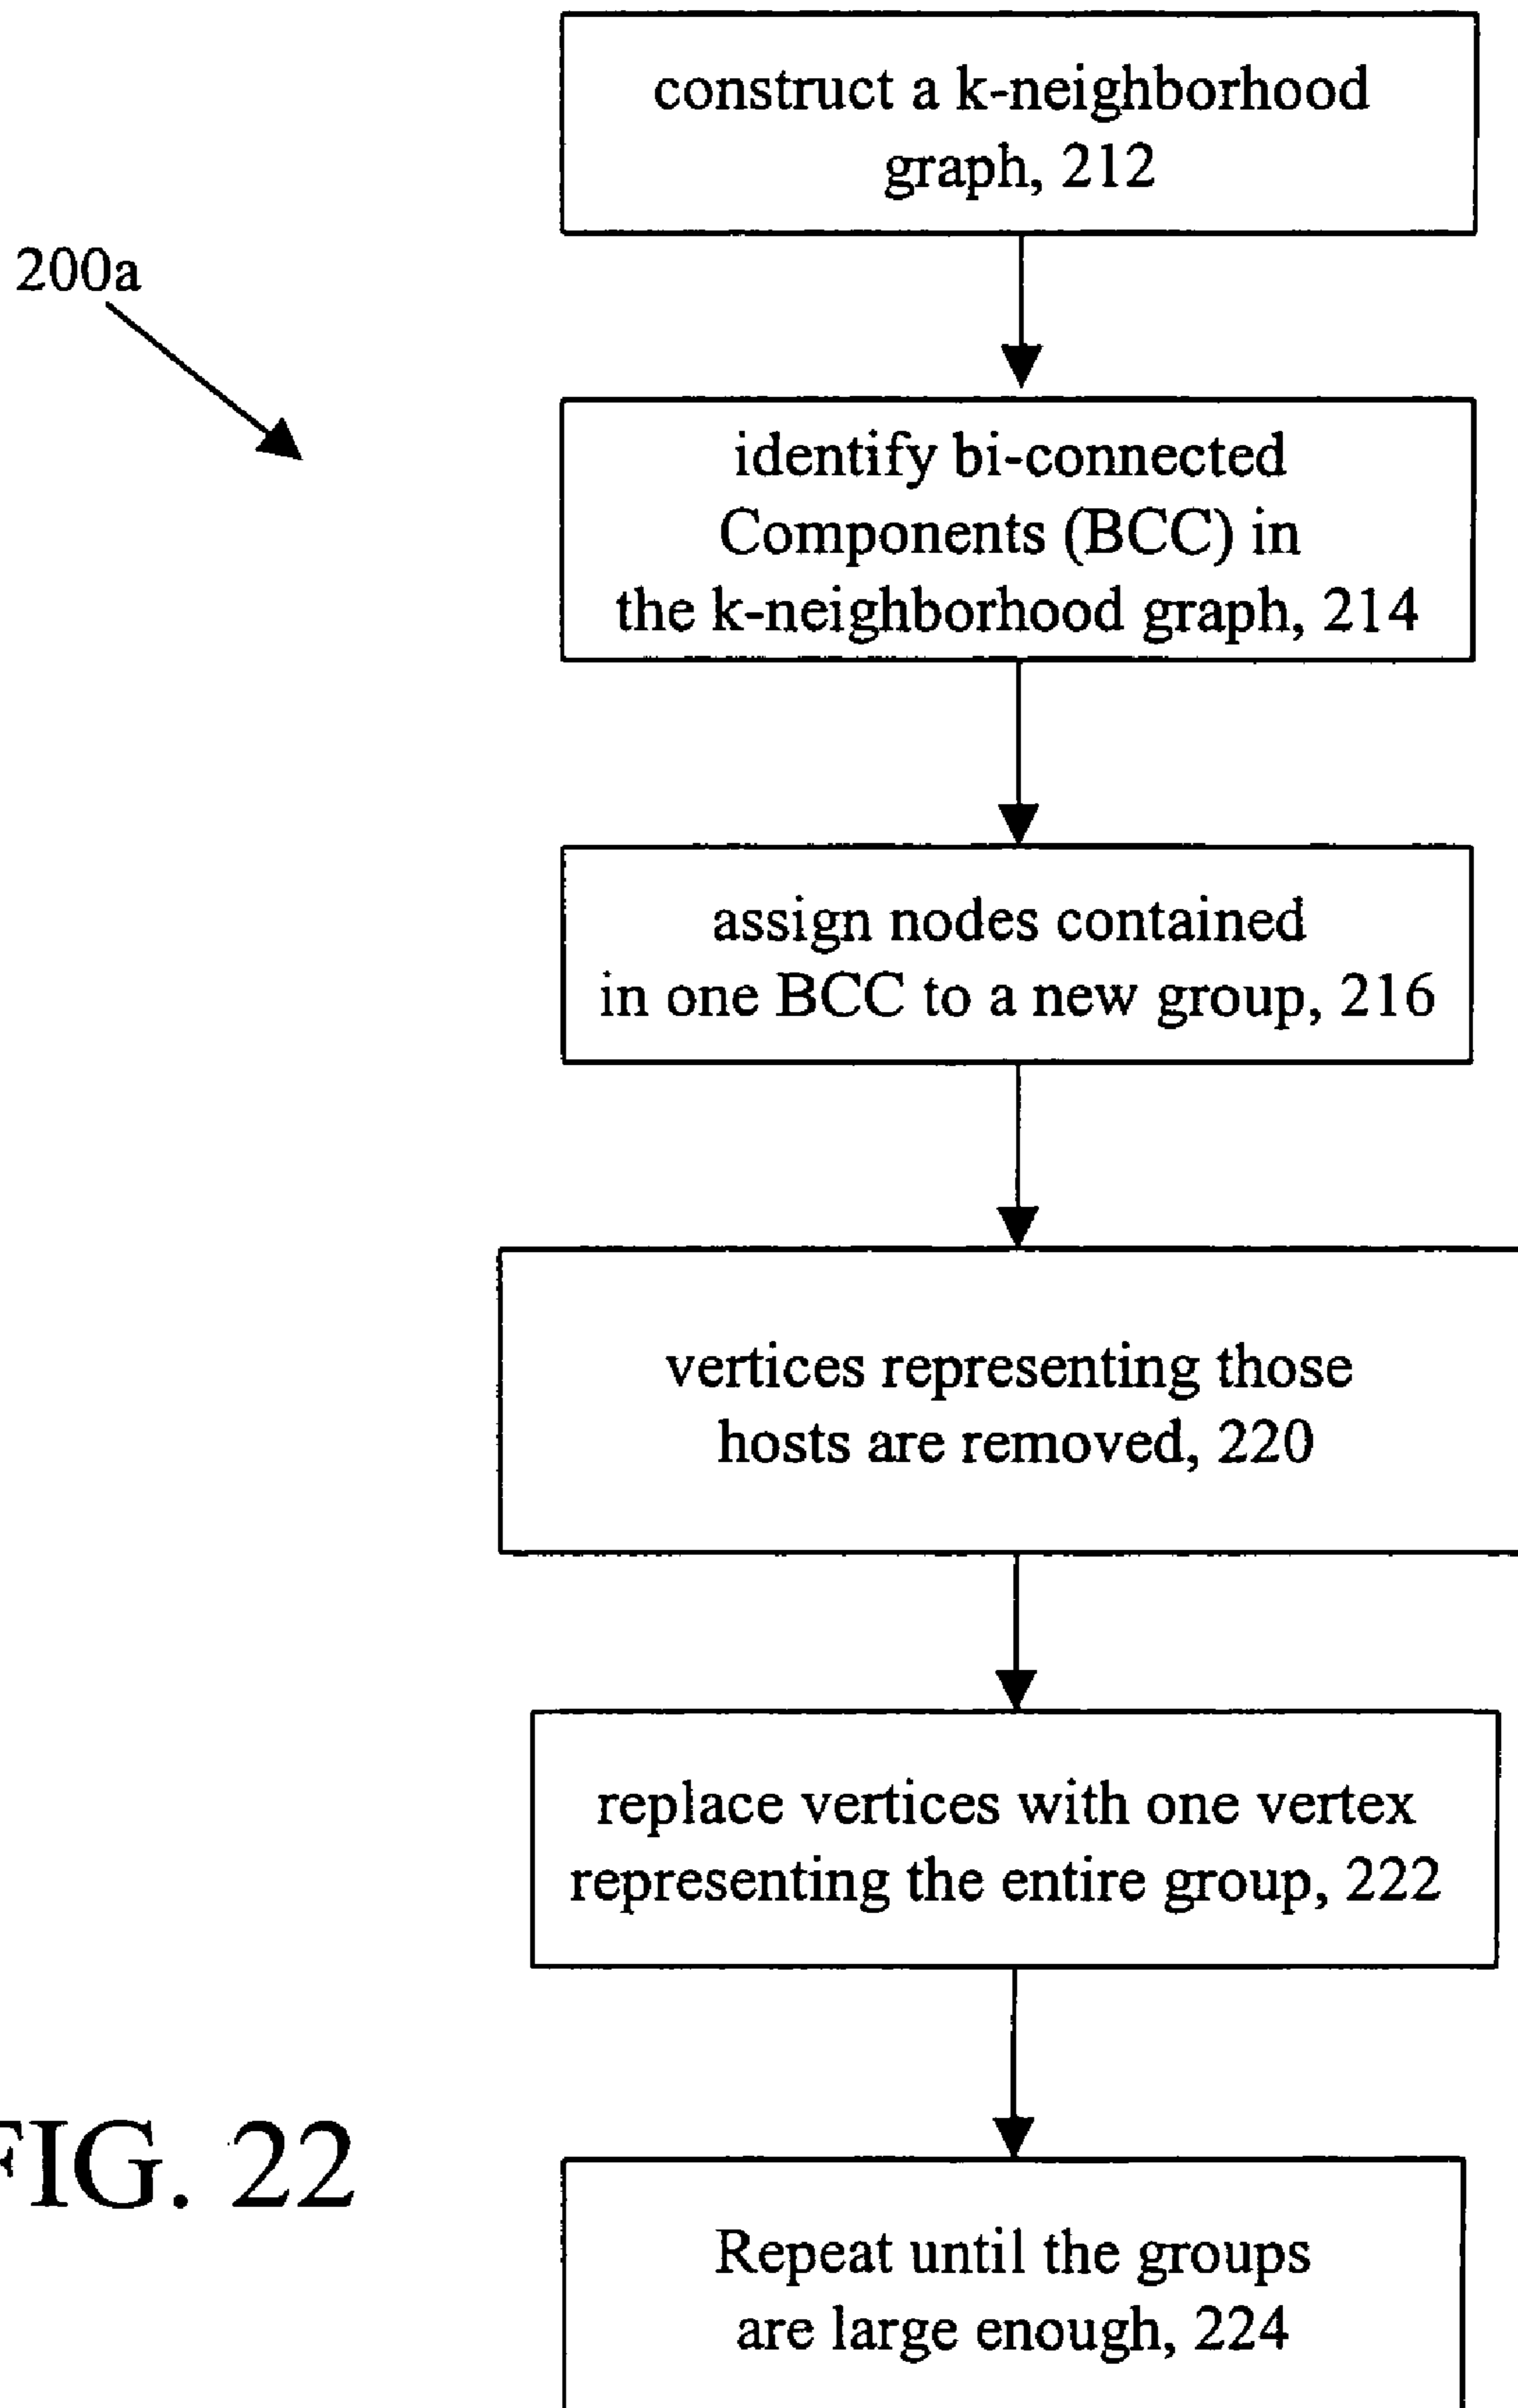 construct a k-neighborhood
graph, 212
200a
identify bi-connected
Components (BCC) in
the k-neighborhood graph, 214
assign nodes contained
in one BCC to a new group, 216
vertices representing those
hosts are removed, 220
replace vertices with one vertex
representing the entire group, 222
FIG. 22
Repeat until the groups
are large enough, 224